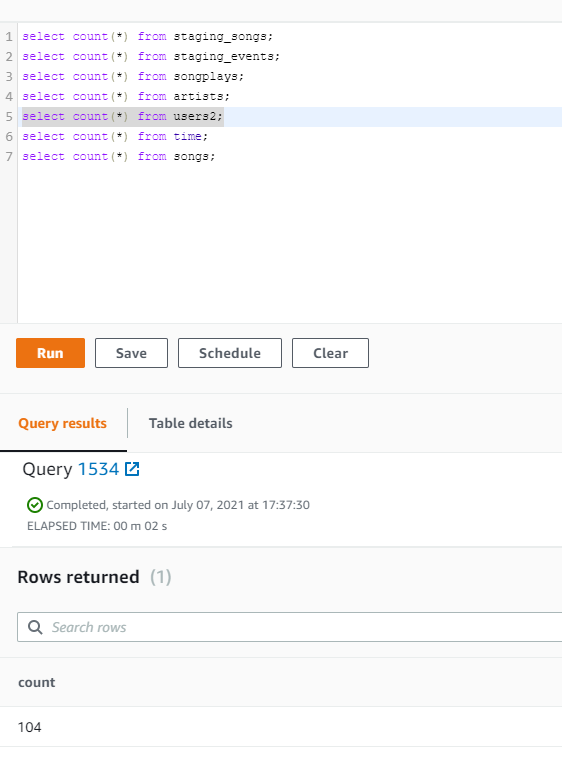 1 select count(*) from staging_songs;
2 select count(*) from staging_events;
3 select count(*) from songplays;
4 select count(*) from artists;
5 select count(*) from users2;
6 select count(*) from time;
7 select count(*) from songs;
Run Save Schedule Clear
Query results Table details
Query 1534
Completed, started on July 07, 2021 at 17:37:30
ELAPSED TIME: 00 m 02 s
Rows returned (1)
Search rows
count
104